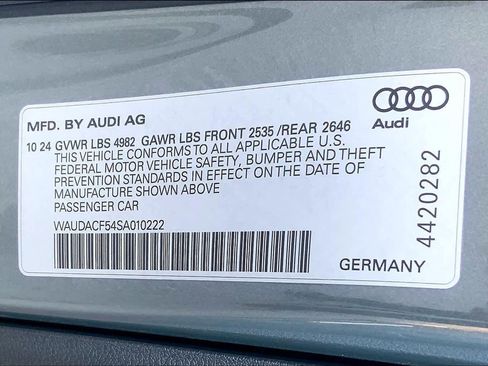 MFD. BY AUDI AG
10 24 GVWR LBS 4982 GAWR LBS FRONT 2535 /REAR 2646
THIS VEHICLE CONFORMS TO ALL APPLICABLE U.S.
FEDERAL MOTOR VEHICLE SAFETY, BUMPER AND THEFT
PREVENTION STANDARDS IN EFFECT ON THE DATE OF
MANUFACTURE SHOWN ABOVE
PASSENGER CAR
WAUDACF54SA010222
Audi
4420282
GERMANY